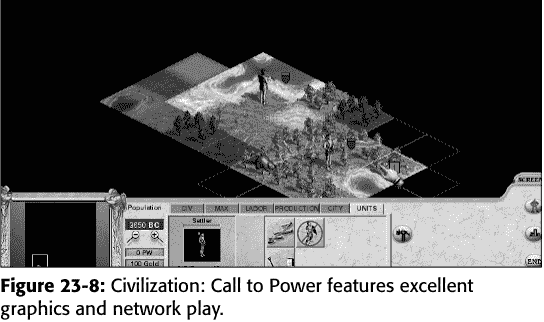 SCREEN
Population
CIV
MAX
LABOR
PRODUCTION
CITY
UNITS
3650 BC
Settler
0 PW
100 Gold
END
Figure 23-8: Civilization: Call to Power features excellent
graphics and network play.